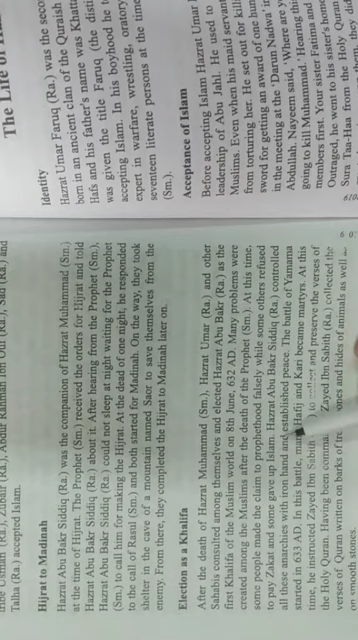 Usman (Ra.), Zubair (Ra.), Abdur Rahman Ibn Ouf (Ra.), Sad (Ra.) and
Talha (Ra.) accepted Islam.
Hijrat to Madinah
Hazrat Abu Bakr Siddiq (Ra.) was the companion of Hazrat Muhammad (Sm.)
at the time of Hijrat. The Prophet (Sm.) received the orders for Hijrat and told
Hazrat Abu Bakr Siddiq (Ra.) about it. After hearing from the Prophet (Sm.),
Hazrat Abu Bakr Siddiq (Ra.) could not sleep at night waiting for the Prophet
(Sm.) to call him for making the Hijrat. At the dead of one night, he responded
to the call of Rasul (Sm.) and both started for Madinah. On the way, they took
shelter in the cave of a mountain named Saor to save themselves from the
enemy. From there, they completed the Hijrat to Madinah later on.
Election as a Khalifa
After the death of Hazrat Muhammad (Sm.), Hazrat Umar (Ra.) and other
Sahabis consulted among themselves and elected Hazrat Abu Bakr (Ra.) as the
first Khalifa of the Muslim world on 8th June, 632 AD. Many problems were
created among the Muslims after the death of the Prophet (Sm.). At this time,
some people made the claim to prophethood falsely while some others refused
to pay Zakat and some gave up Islam. Hazrat Abu Bakr Siddiq (Ra.) controlled
all these anarchies with iron hand and established peace. The battle of Yamama
started in 633 AD. In this battle, many Hafij and Kari became martyrs. At this
time, he instructed Zayed Ibn Sabith to collect and preserve the verses of
the Holy Quran. Having been Zayed Ibn Sabith (Ra.) collected the
verses of Quran written on barks of ones and hides of animals as well
on smooth stones
The Life of
Identity
Hazrat Umar Faruq (Ra.) was the
born in an ancient clan of the Quraish
Hafs and his father's name was
was given the title Faruq (the
accepting Islam. In his boyhood he
expert in warfare, wrestling, oratory
seventeen literate persons at the time
(Sm.).
Acceptance of Islam
Before accepting Islam Hazrat Umar
leadership of Abu Jahl. He used to
Muslims. Even when his maid
from torturing her. He set out for
sword for getting an award of one
in the meeting at the 'Darun Nadwa'
Abdullah. Nayeem said, 'Where are
going to kill Muhammad.' Hearing
members first. Your sister Fatima and
Outraged, he went to his sister's
Sura Taa-Haa from the Holy